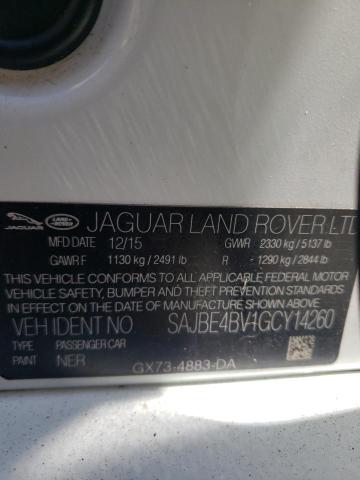 JAGUAR LAND-ROVER JAGUAR LAND ROVER LTD
MFD DATE 12/15 GVWR 2330 kg / 5137 lb
GAWR F 1130 kg / 2491 lb R -1290 kg / 2844 lb
THIS VEHICLE CONFORMS TO ALL APPLICABLE FEDERAL MOTOR
VEHICLE SAFETY, BUMPER AND THEFT PREVENTION STANDARDS
IN EFFECT ON THE DATE OF MANUFACTURE SHOWN ABOVE.
VEH IDENT NO. SAJBE4BV1GCY14260
TYPE PASSENGER CAR
PAINT NER GX73-4883-DA